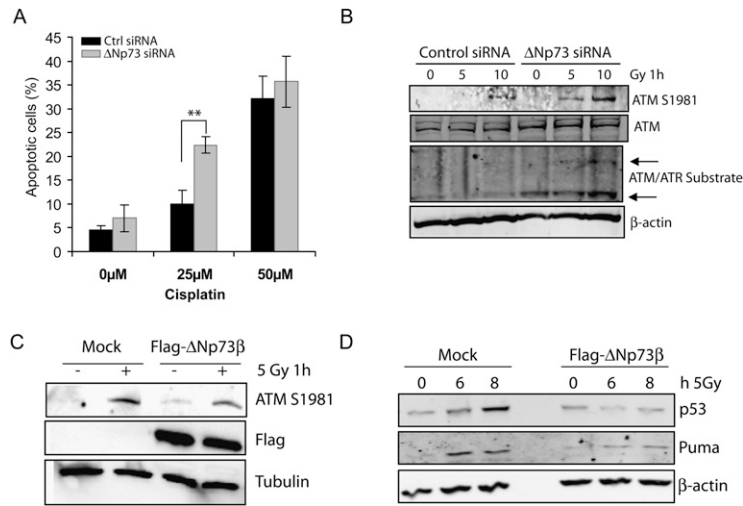 A
Ctrl siRNA
ΔNp73 siRNA
Apoptotic cells (%)
45
40
35
30
25
20
15
10
5
0
**
0µM 25µM 50µM
Cisplatin
B
Control siRNA ΔNp73 siRNA
0 5 10 0 5 10 Gy 1h
ATM S1981
ATM
ATM/ATR Substrate
β-actin
C
Mock Flag-ΔNp73β
- + - + 5 Gy 1h
ATM S1981
Flag
Tubulin
D
Mock Flag-ΔNp73β
0 6 8 0 6 8 h 5Gy
p53
Puma
β-actin